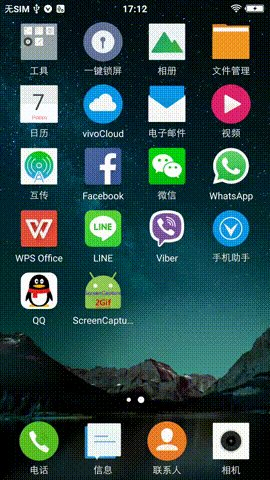 无SIM 17:12
工具 一键锁屏 相册 文件管理
7
日历 vivoCloud 电子邮件 视频
互传 Facebook 微信 WhatsApp
LINE
WPS Office LINE Viber 手机助手
ScreenCapture
2Gif
QQ ScreenCaptu...
电话 信息 联系人 相机